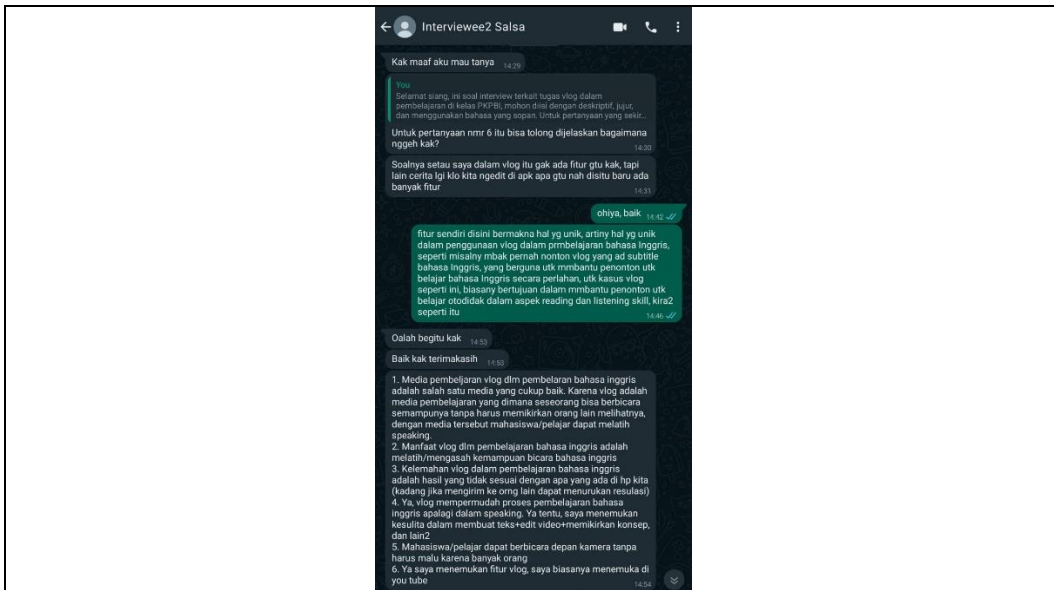 Interviewee2 Salsa
Kak maaf aku mau tanya 14:29
You
Selamat siang, ini soal interview terkait tugas vlog dalam
pembelajaran di kelas PKPBI, mohon diisi dengan deskriptif, jujur,
dan menggunakan bahasa yang sopan. Untuk pertanyaan yang sekir...
Untuk pertanyaan nmr 6 itu bisa tolong dijelaskan bagaimana
nggeh kak?
14:30
Soalnya setau saya dalam vlog itu gak ada fitur gtu kak, tapi
lain cerita lgi klo kita ngedit di apk apa gtu nah disitu baru ada
banyak fitur
14:31
ohiya, baik 14:42
fitur sendiri disini bermakna hal yg unik, artiny hal yg unik
dalam penggunaan vlog dalam prmbelajaran bahasa Inggris,
seperti misalny mbak pernah nonton vlog yang ad subtitle
bahasa Inggris, yang berguna utk mmbantu penonton utk
belajar bahasa Inggris secara perlahan, utk kasus vlog
seperti ini, biasany bertujuan dalam mmbantu penonton utk
belajar otodidak dalam aspek reading dan listening skill, kira2
seperti itu
14:46
Oalah begitu kak 14:53
Baik kak terimakasih 14:53
1. Media pembeljaran vlog dlm pembelaran bahasa inggris
adalah salah satu media yang cukup baik. Karena vlog adalah
media pembelajaran yang dimana seseorang bisa berbicara
semampunya tanpa harus memikirkan orang lain melihatnya,
dengan media tersebut mahasiswa/pelajar dapat melatih
speaking.
2. Manfaat vlog dlm pembelajaran bahasa inggris adalah
melatih/mengasah kemampuan bicara bahasa inggris
3. Kelemahan vlog dalam pembelajaran bahasa inggris
adalah hasil yang tidak sesuai dengan apa yang ada di hp kita
(kadang jika mengirim ke orng lain dapat menurukan resulasi)
4. Ya, vlog mempermudah proses pembelajaran bahasa
inggris apalagi dalam speaking. Ya tentu, saya menemukan
kesulita dalam membuat teks+edit video+memikirkan konsep,
dan lain2
5. Mahasiswa/pelajar dapat berbicara depan kamera tanpa
harus malu karena banyak orang
6. Ya saya menemukan fitur vlog, saya biasanya menemuka di
you tube
14:54